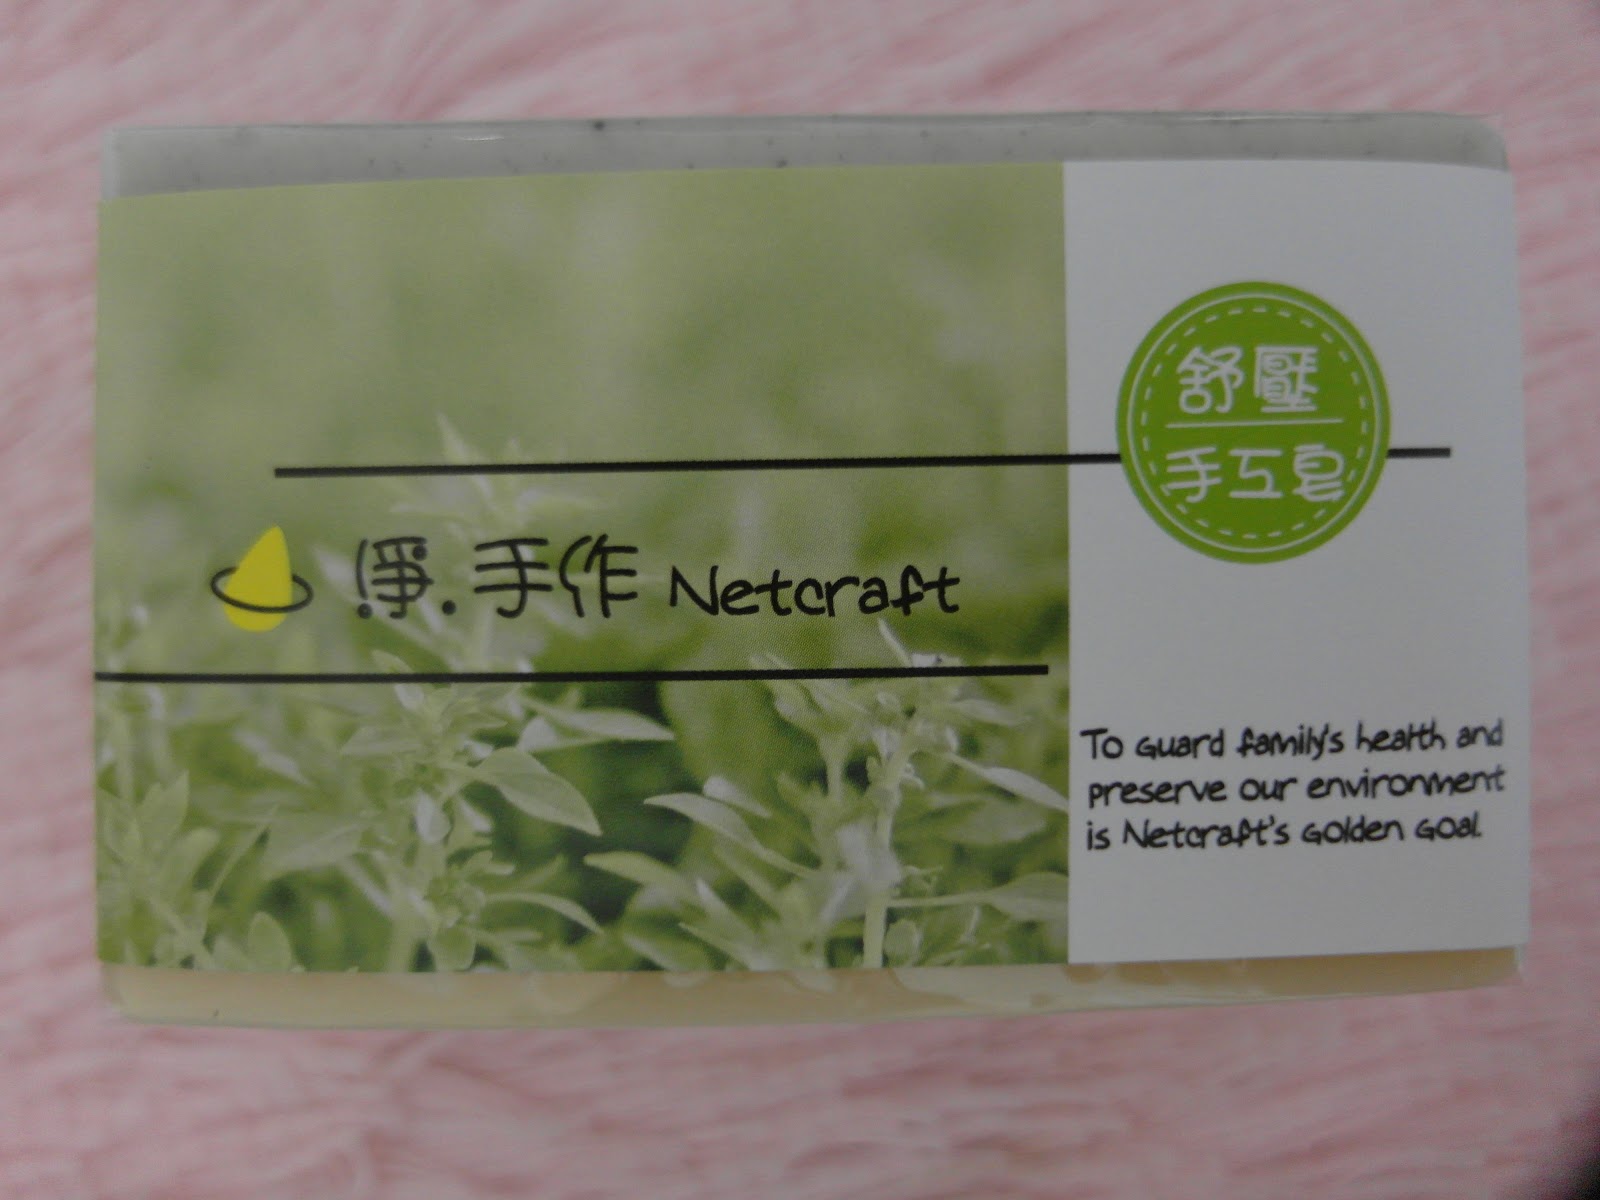 舒壓
手工皂
淨.手作 Netcraft
To Guard family's health and
preserve our environment
is Netcraft's Golden Goal.